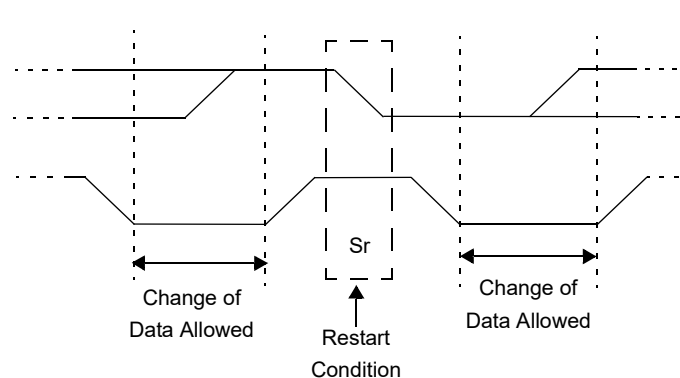 Sr
Change of
Data Allowed
Restart
Condition
Change of
Data Allowed